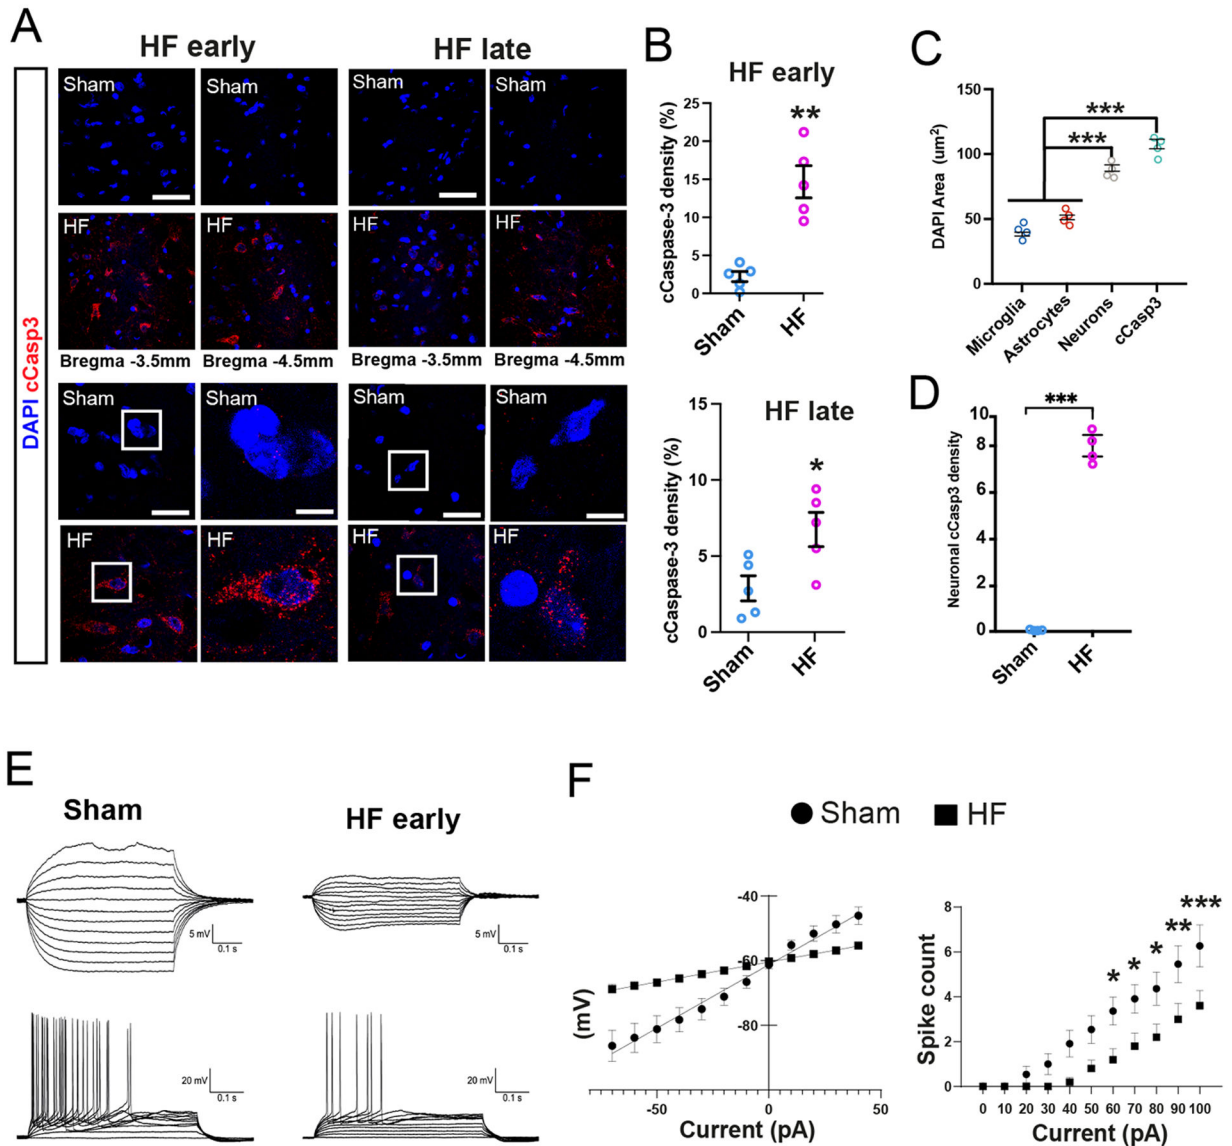 A
HF early
HF late
DAPI cCasp3
Sham
Sham
Sham
Sham
HF
HF
HF
HF
Bregma -3.5mm
Bregma -4.5mm
Bregma -3.5mm
Bregma -4.5mm
Sham
Sham
Sham
Sham
HF
HF
HF
HF
B
HF early
cCaspase-3 density (%)
25
20
15
10
5
0
**
Sham
HF
HF late
cCaspase-3 density (%)
15
10
5
0
*
Sham
HF
C
DAPI Area (um²)
150
100
50
0
***
***
Microglia
Astrocytes
Neurons
cCasp3
D
Neuronal cCasp3 density
10
8
6
4
2
0
***
Sham
HF
E
Sham
HF early
5 mV
0.1 s
5 mV
0.1 s
20 mV
0.1 s
20 mV
0.1 s
F
Sham
HF
(mV)
-40
-60
-80
-50
0
50
Current (pA)
Spike count
8
6
4
2
0
*
*
*
**
***
0 10 20 30 40 50 60 70 80 90 100
Current (pA)